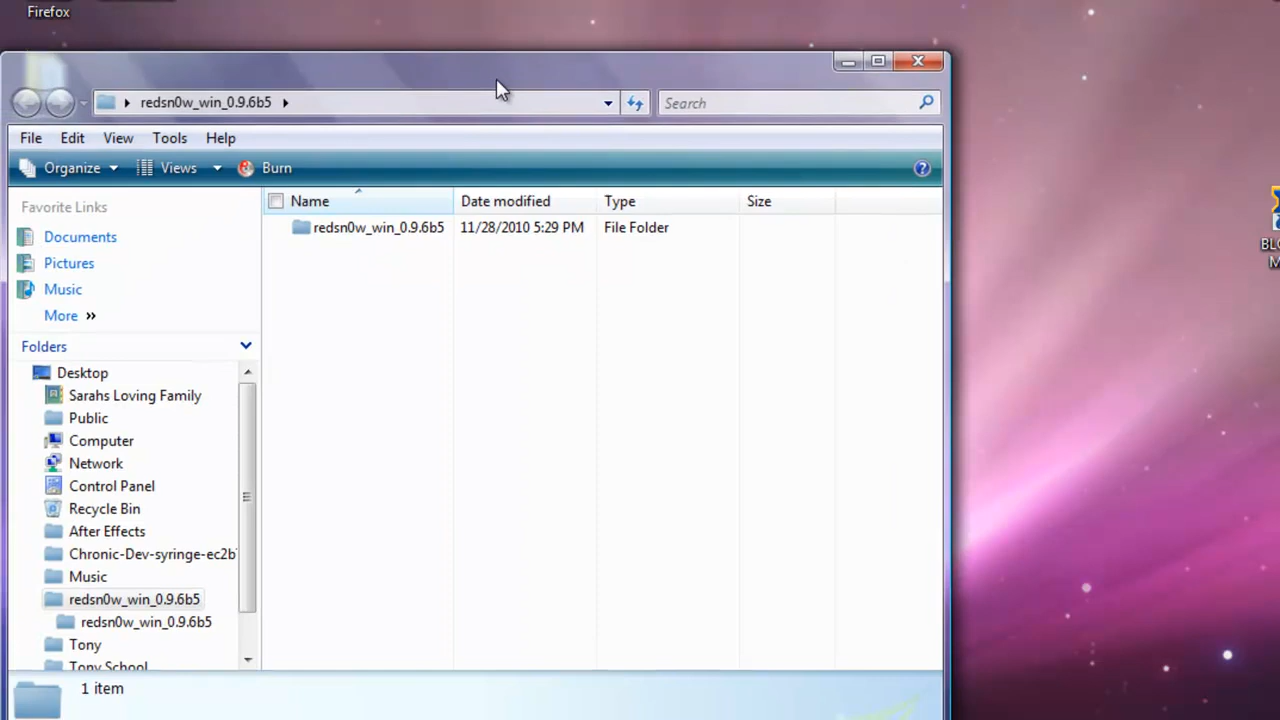 Firefox
redsn0w_win_0.9.6b5
Search
File Edit View Tools Help
Organize Views Burn
Favorite Links
Documents
Pictures
Music
More »
Folders
Desktop
Sarahs Loving Family
Public
Computer
Network
Control Panel
Recycle Bin
After Effects
Chronic-Dev-syringe-ec2b
Music
redsn0w_win_0.9.6b5
redsn0w_win_0.9.6b5
Tony
Tony School
Name Date modified Type Size
redsn0w_win_0.9.6b5 11/28/2010 5:29 PM File Folder
1 item